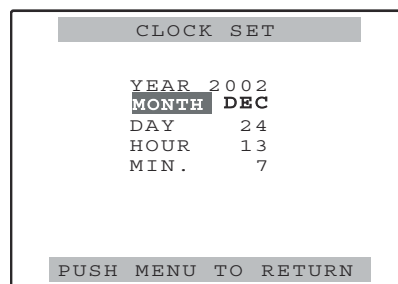 CLOCK SET
YEAR 2002
MONTH DEC
DAY 24
HOUR 13
MIN. 7
PUSH MENU TO RETURN